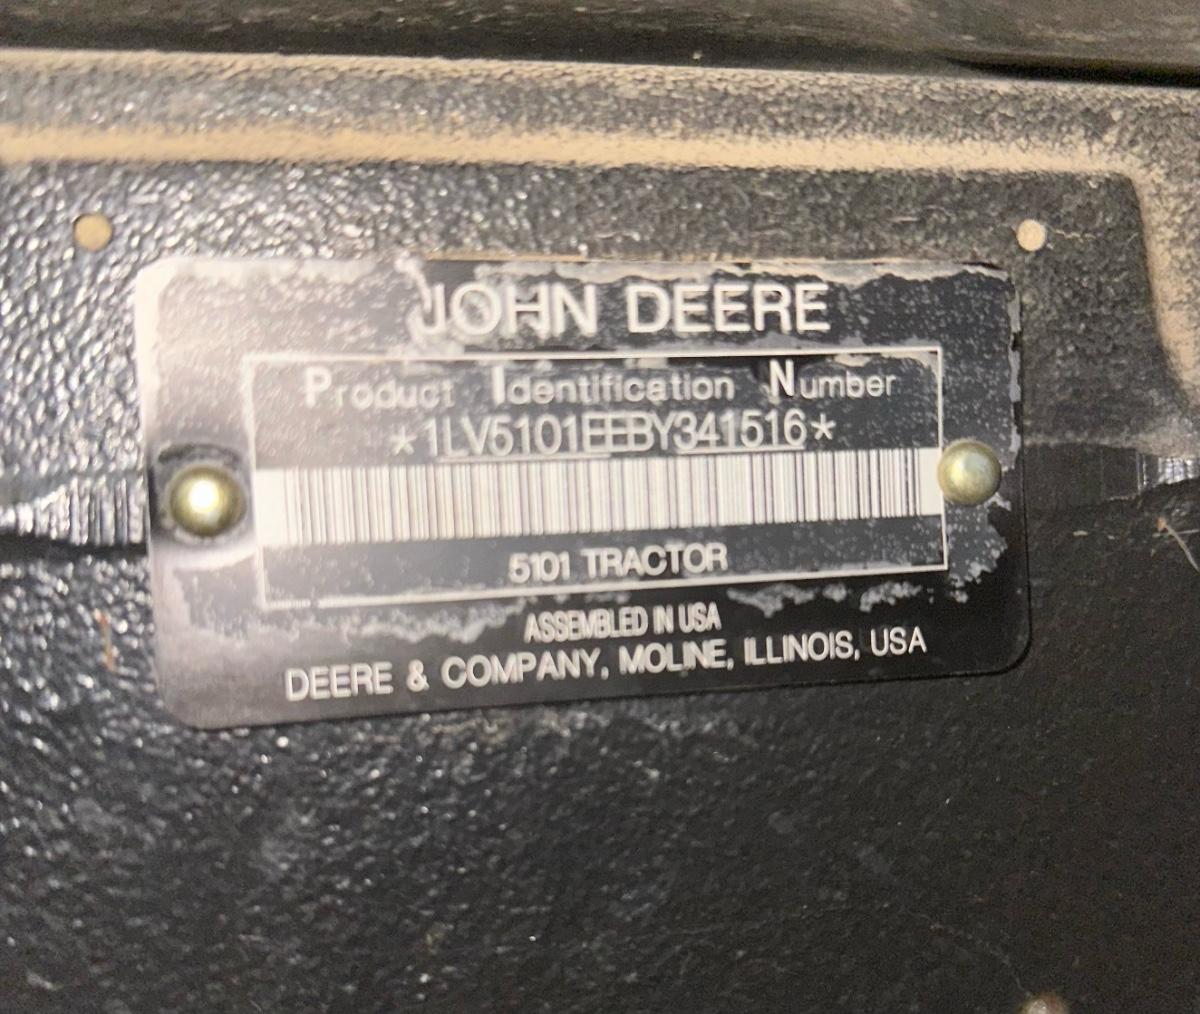 JOHN DEERE
Product Identification Number
*1LV5101EEBY341516*
5101 TRACTOR
ASSEMBLED IN USA
DEERE & COMPANY, MOLINE, ILLINOIS, USA